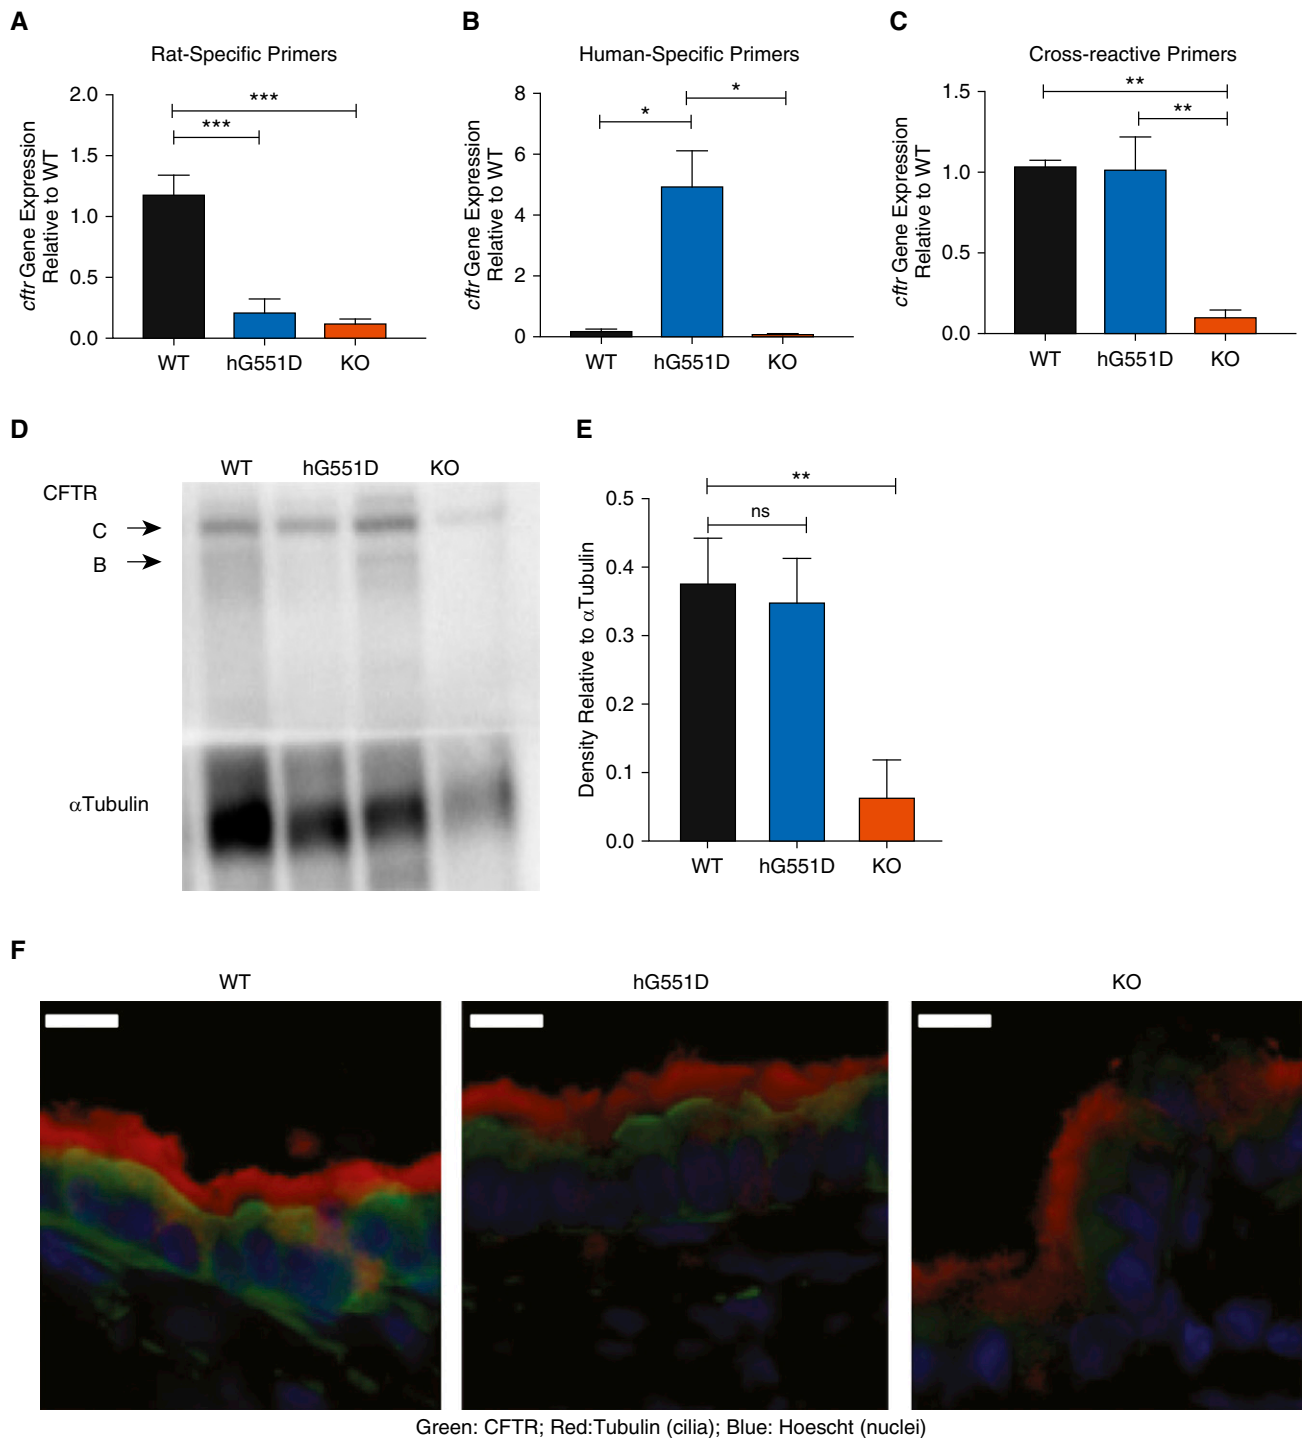 A
Rat-Specific Primers
***
***
cftr Gene Expression
Relative to WT
2.0
1.5
1.0
0.5
0.0
WT hG551D KO
B
Human-Specific Primers
*
*
cftr Gene Expression
Relative to WT
8
6
4
2
0
WT hG551D KO
C
Cross-reactive Primers
**
**
cftr Gene Expression
Relative to WT
1.5
1.0
0.5
0.0
WT hG551D KO
D
WT hG551D KO
CFTR
C
B
αTubulin
E
**
ns
Density Relative to αTubulin
0.5
0.4
0.3
0.2
0.1
0.0
WT hG551D KO
F
WT hG551D KO
Green: CFTR; Red:Tubulin (cilia); Blue: Hoescht (nuclei)